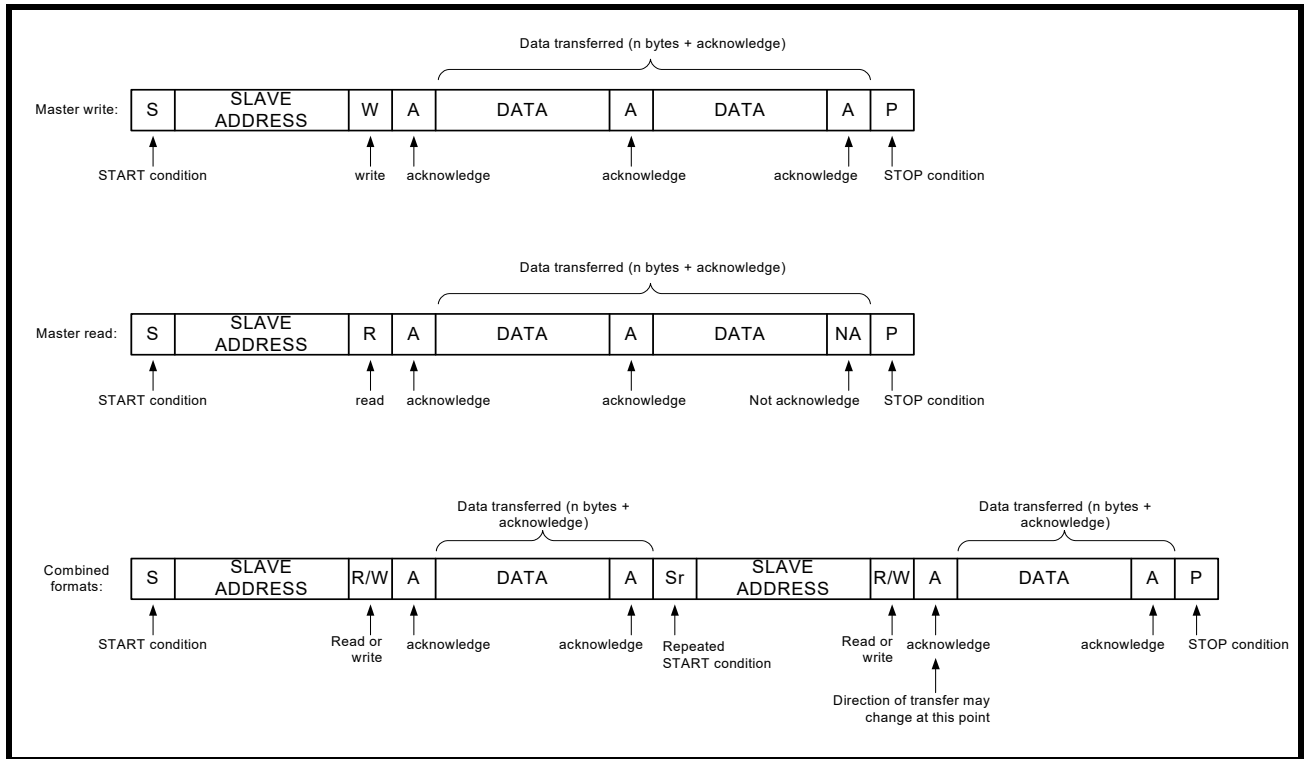 Data transferred (n bytes + acknowledge)
Master write: S SLAVE ADDRESS W A DATA A DATA A P
START condition write acknowledge acknowledge acknowledge STOP condition
Data transferred (n bytes + acknowledge)
Master read: S SLAVE ADDRESS R A DATA A DATA NA P
START condition read acknowledge acknowledge Not acknowledge STOP condition
Data transferred (n bytes + acknowledge)
Data transferred (n bytes + acknowledge)
Combined formats: S SLAVE ADDRESS R/W A DATA A Sr SLAVE ADDRESS R/W A DATA A P
START condition Read or write acknowledge acknowledge Repeated START condition Read or write acknowledge acknowledge STOP condition
Direction of transfer may
change at this point